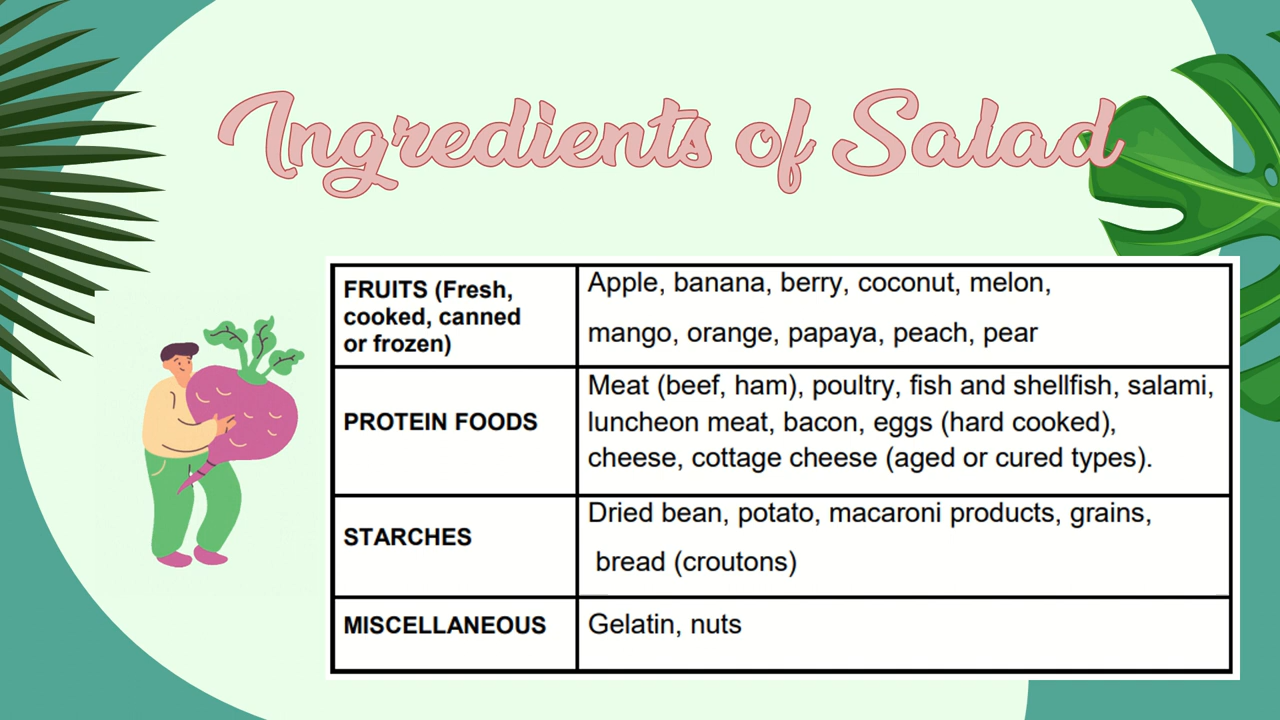 Ingredients of Salad
FRUITS (Fresh,
cooked, canned
or frozen)
Apple, banana, berry, coconut, melon,
mango, orange, papaya, peach, pear
PROTEIN FOODS
Meat (beef, ham), poultry, fish and shellfish, salami,
luncheon meat, bacon, eggs (hard cooked),
cheese, cottage cheese (aged or cured types).
STARCHES
Dried bean, potato, macaroni products, grains,
bread (croutons)
MISCELLANEOUS
Gelatin, nuts